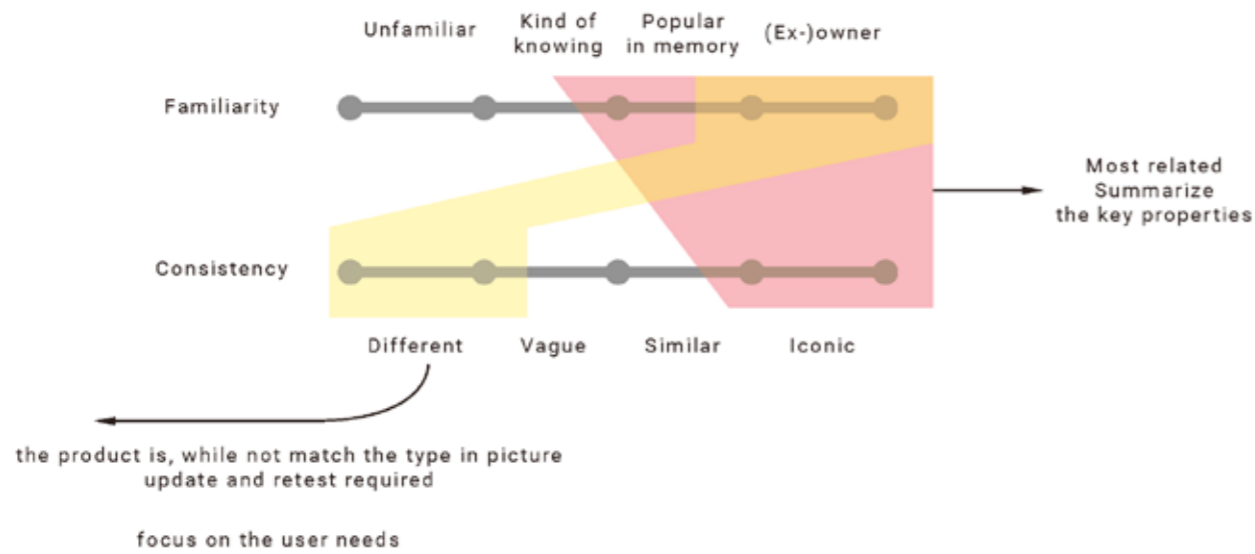 Unfamiliar
Kind of
knowing
Popular
in memory
(Ex-)owner
Familiarity
Most related
Summarize
the key properties
Consistency
Different
Vague
Similar
Iconic
the product is, while not match the type in picture
update and retest required
focus on the user needs